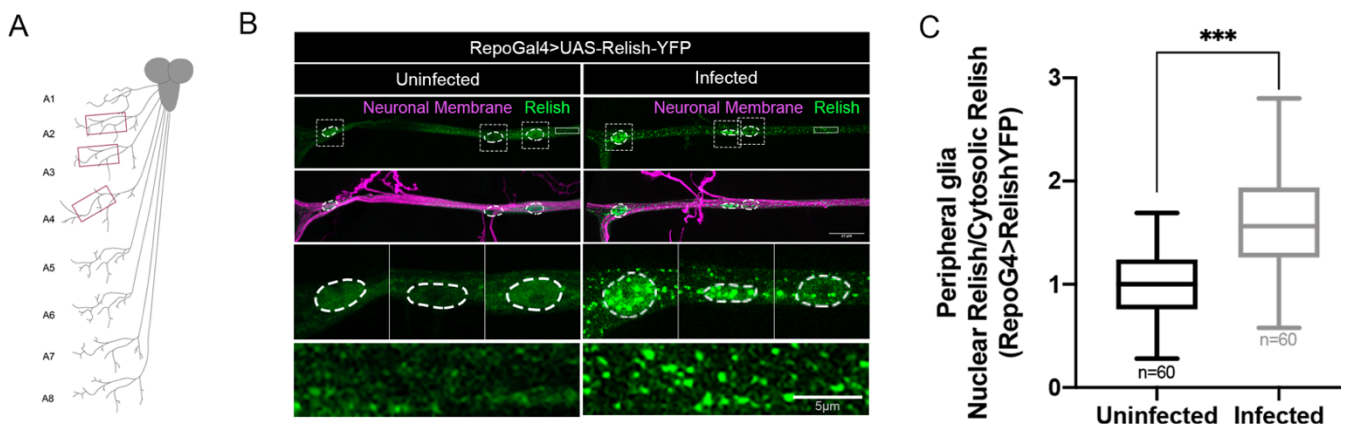 A
A1
A2
A3
A4
A5
A6
A7
A8
B
RepoGal4>UAS-Relish-YFP
Uninfected
Infected
Neuronal Membrane Relish
Neuronal Membrane Relish
5µm
C
Peripheral glia
Nuclear Relish/Cytosolic Relish
(RepoG4>RelishYFP)
3
2
1
0
***
n=60
n=60
Uninfected
Infected